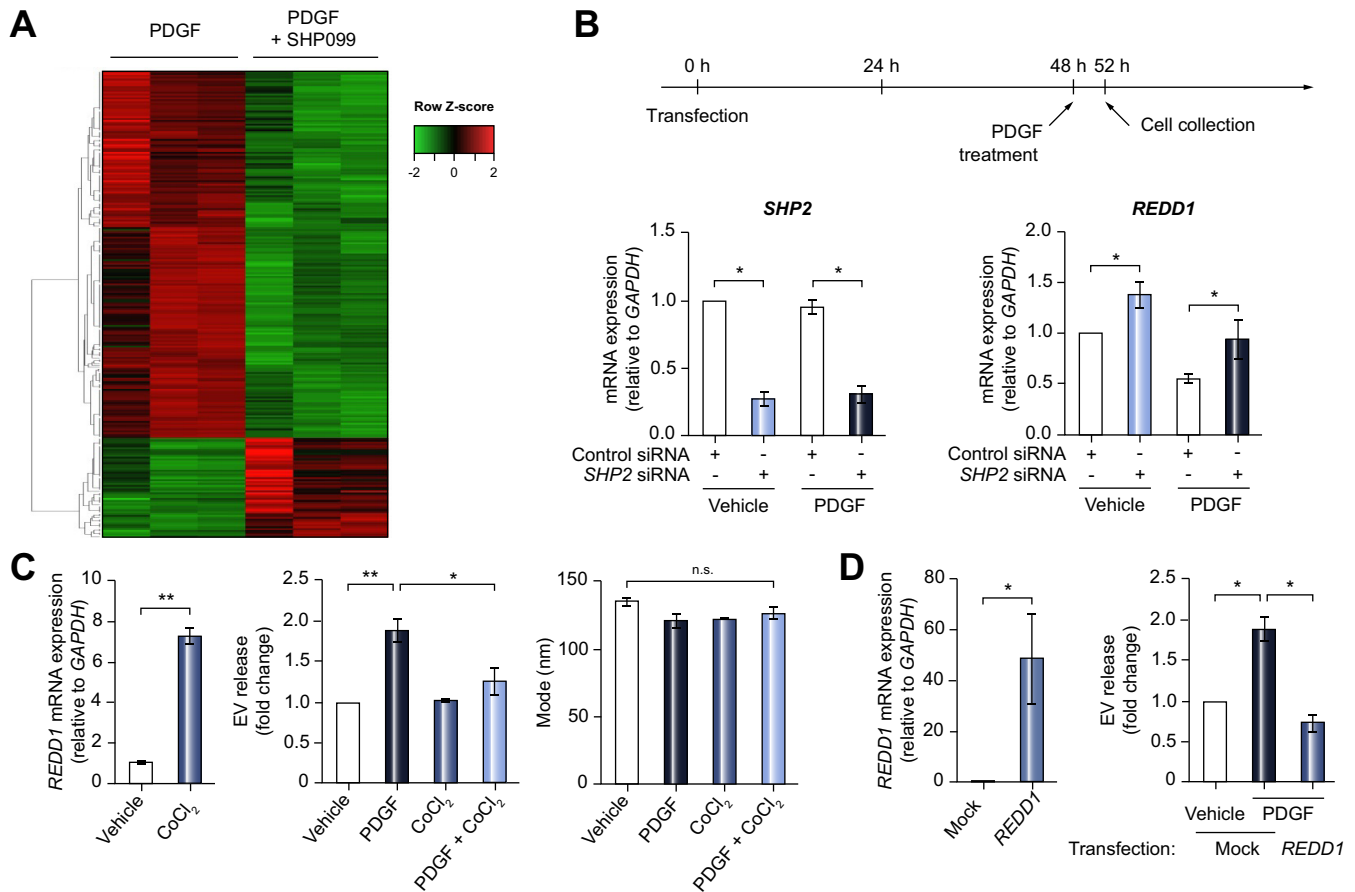 A
PDGF
PDGF
+ SHP099
Row Z-score
-2 0 2
B
0 h 24 h 48 h 52 h
Transfection
PDGF
treatment
Cell collection
SHP2
mRNA expression
(relative to GAPDH)
1.5
1.0
0.5
0.0
* *
Control siRNA + - + -
SHP2 siRNA - + - +
Vehicle PDGF
REDD1
mRNA expression
(relative to GAPDH)
2.0
1.5
1.0
0.5
0.0
* *
Control siRNA + - + -
SHP2 siRNA - + - +
Vehicle PDGF
C
REDD1 mRNA expression
(relative to GAPDH)
10
8
6
4
2
0
**
Vehicle
CoCl2
EV release
(fold change)
2.5
2.0
1.5
1.0
0.5
0
** *
Vehicle
PDGF
CoCl2
PDGF + CoCl2
Mode (nm)
150
100
50
0
n.s.
Vehicle
PDGF
CoCl2
PDGF + CoCl2
D
REDD1 mRNA expression
(relative to GAPDH)
80
60
40
20
0
*
Mock
REDD1
EV release
(fold change)
2.5
2.0
1.5
1.0
0.5
0
* *
Vehicle PDGF
Transfection: Mock REDD1